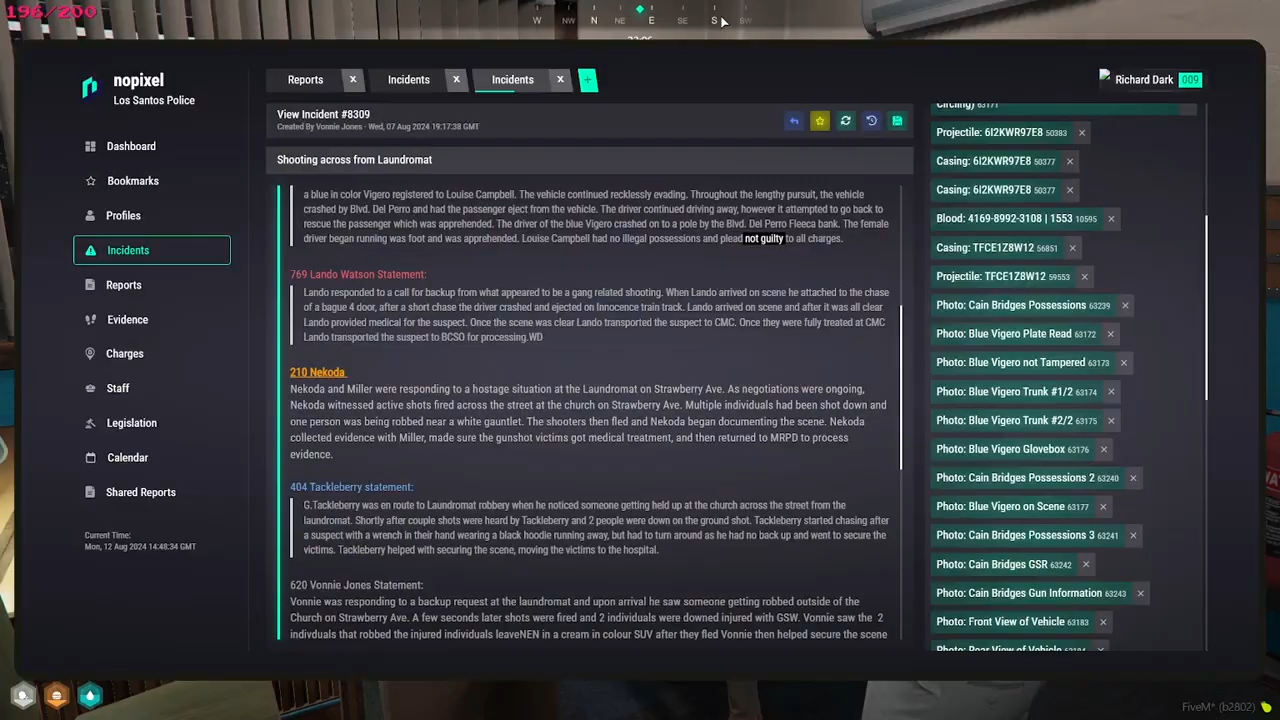 196/200
W NW N NE E SE S SW
nopixel
Los Santos Police
Dashboard
Bookmarks
Profiles
Incidents
Reports
Evidence
Charges
Staff
Legislation
Calendar
Shared Reports
Current Time:
Mon, 12 Aug 2024 14:48:34 GMT
Reports x Incidents x Incidents x +
Richard Dark 009
View Incident #8309
Created By Vonnie Jones - Wed, 07 Aug 2024 19:17:38 GMT
Shooting across from Laundromat
a blue in color Vigero registered to Louise Campbell. The vehicle continued recklessly evading. Throughout the lengthy pursuit, the vehicle
crashed by Blvd. Del Perro and had the passenger eject from the vehicle. The driver continued driving away, however it attempted to go back to
rescue the passenger which was apprehended. The driver of the blue Vigero crashed on to a pole by the Blvd. Del Perro Fleeca bank. The female
driver began running was foot and was apprehended. Louise Campbell had no illegal possessions and plead not guilty to all charges.
769 Lando Watson Statement:
Lando responded to a call for backup from what appeared to be a gang related shooting. When Lando arrived on scene he attached to the chase
of a bague 4 door, after a short chase the driver crashed and ejected on Innocence train track. Lando arrived on scene and after it was all clear
Lando provided medical for the suspect. Once the scene was clear Lando transported the suspect to CMC. Once they were fully treated at CMC
Lando transported the suspect to BCSO for processing.WD
210 Nekoda
Nekoda and Miller were responding to a hostage situation at the Laundromat on Strawberry Ave. As negotiations were ongoing,
Nekoda witnessed active shots fired across the street at the church on Strawberry Ave. Multiple individuals had been shot down and
one person was being robbed near a white gauntlet. The shooters then fled and Nekoda began documenting the scene. Nekoda
collected evidence with Miller, made sure the gunshot victims got medical treatment, and then returned to MRPD to process
evidence.
404 Tackleberry statement:
G.Tackleberry was en route to Laundromat robbery when he noticed someone getting held up at the church across the street from the
laundromat. Shortly after couple shots were heard by Tackleberry and 2 people were down on the ground shot. Tackleberry started chasing after
a suspect with a wrench in their hand wearing a black hoodie running away, but had to turn around as he had no back up and went to secure the
victims. Tackleberry helped with securing the scene, moving the victims to the hospital.
620 Vonnie Jones Statement:
Vonnie was responding to a backup request at the laundromat and upon arrival he saw someone getting robbed outside of the
Church on Strawberry Ave. A few seconds later shots were fired and 2 individuals were downed injured with GSW. Vonnie saw the 2
indivduals that robbed the injured individuals leaveNEN in a cream in colour SUV after they fled Vonnie then helped secure the scene
Circling) 63171
Projectile: 6I2KWR97E8 50383 x
Casing: 6I2KWR97E8 50377 x
Casing: 6I2KWR97E8 50377 x
Blood: 4169-8992-3108 | 1553 10595 x
Casing: TFCE1Z8W12 56851 x
Projectile: TFCE1Z8W12 59553 x
Photo: Cain Bridges Possessions 63239 x
Photo: Blue Vigero Plate Read 63172 x
Photo: Blue Vigero not Tampered 63173 x
Photo: Blue Vigero Trunk #1/2 63174 x
Photo: Blue Vigero Trunk #2/2 63175 x
Photo: Blue Vigero Glovebox 63176 x
Photo: Cain Bridges Possessions 2 63240 x
Photo: Blue Vigero on Scene 63177 x
Photo: Cain Bridges Possessions 3 63241 x
Photo: Cain Bridges GSR 63242 x
Photo: Cain Bridges Gun Information 63243 x
Photo: Front View of Vehicle 63183 x
Photo: Rear View of Vehicle
FiveM* (b2802)